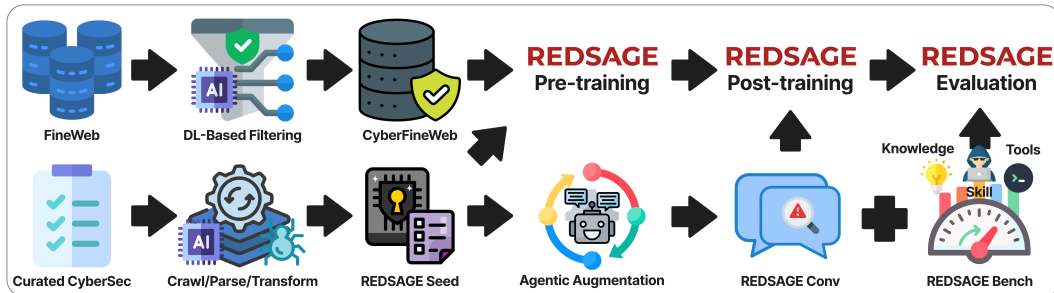 REDSAGE
Pre-training
REDSAGE
Post-training
REDSAGE
Evaluation
AI
FineWeb
DL-Based Filtering
CyberFineWeb
Knowledge
Tools
Skill
AI
>_
Curated CyberSec
Crawl/Parse/Transform
REDSAGE Seed
Agentic Augmentation
REDSAGE Conv
REDSAGE Bench